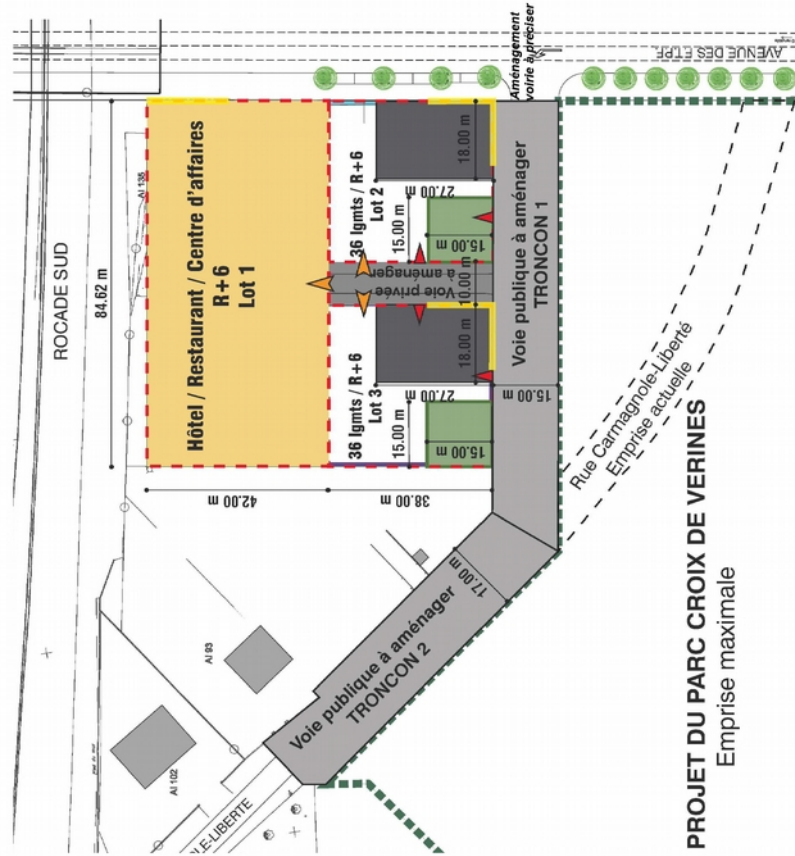 ROCADE SUD
84.62 m
AI 135
Hôtel / Restaurant / Centre d'affaires
R+6
Lot 1
42.00 m
38.00 m
36 lgmts / R+6
Lot 3
15.00 m
27.00 m
15.00 m
18.00 m
Voie privée
à aménager
10.00 m
36 lgmts / R+6
Lot 2
15.00 m
27.00 m
15.00 m
18.00 m
Aménagement
voirie à préciser
AVENUE DES ETPF
Voie publique à aménager
TRONCON 1
15.00 m
Voie publique à aménager
TRONCON 2
17.00 m
AI 93
AI 102
LE-LIBERTE
Rue Carmagnole-Liberté
Emprise actuelle
PROJET DU PARC CROIX DE VERINES
Emprise maximale